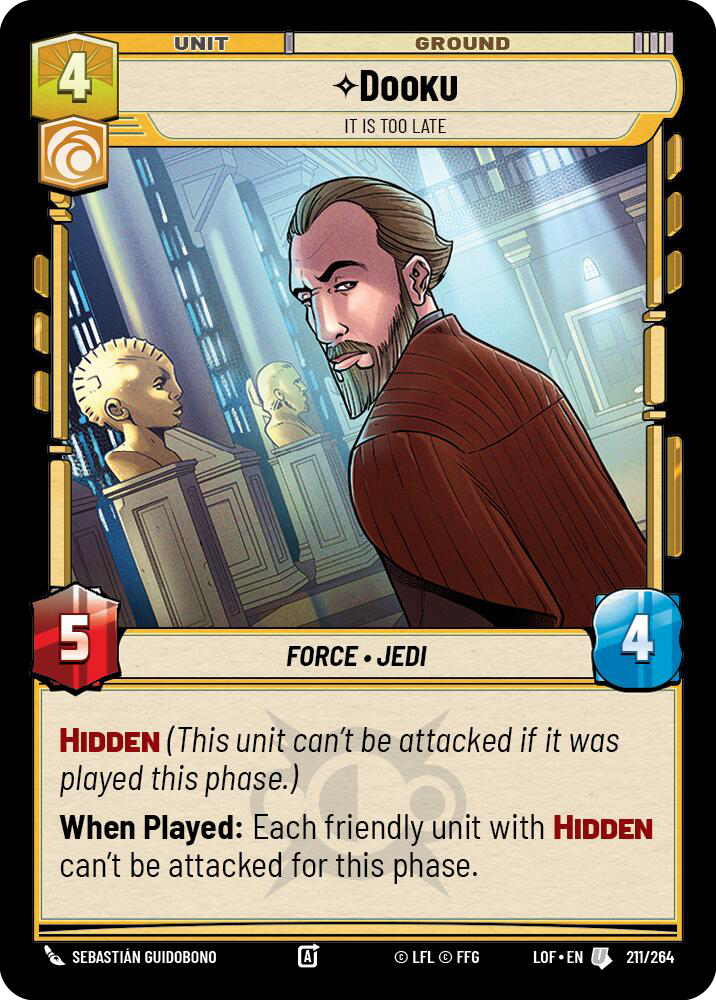 UNIT
GROUND
4
✧DOOKU
IT IS TOO LATE
5
FORCE • JEDI
4
HIDDEN (This unit can't be attacked if it was
played this phase.)
When Played: Each friendly unit with HIDDEN
can't be attacked for this phase.
SEBASTIÁN GUIDOBONO
A
© LFL © FFG
LOF • EN
U
211/264